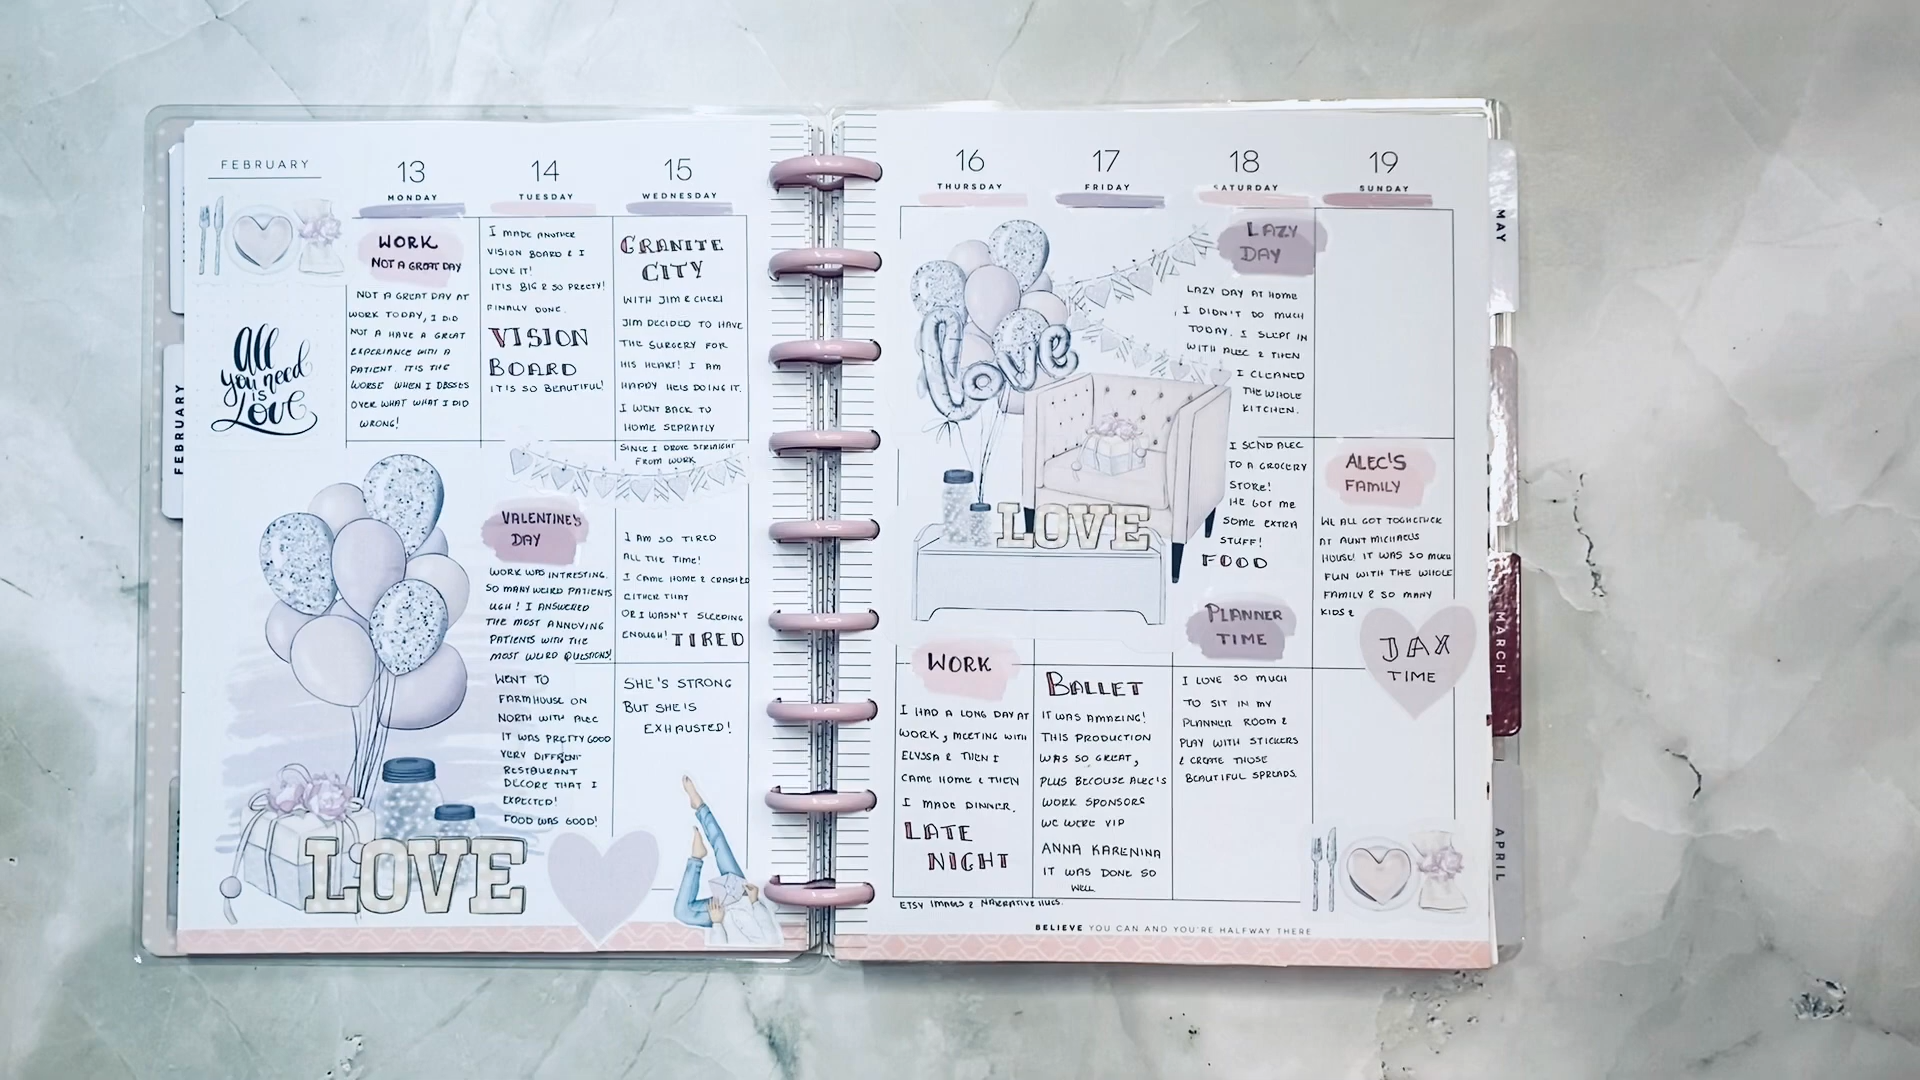 FEBRUARY
All
you need
is
Love
FEBRUARY
LOVE
13
MONDAY
WORK
NOT A GREAT DAY
NOT A GREAT DAY AT
WORK TODAY, I DID
NOT A HAVE A GREAT
EXPERIANCE WITH A
PATIENT. IT IS THE
WORSE WHEN I OBSSES
OVER WHAT WHAT I DID
WRONG!
14
TUESDAY
I MADE ANOTHER
VISION BOARD & I
LOVE IT!
IT'S BIG & SO PRETTY!
FINALLY DONE.
VISION
BOARD
IT IS SO BEAUTIFUL!
VALENTINE'S
DAY
WORK WAS INTRESTING.
SO MANY WEIRD PATIENTS
UGH! I ANSWERED
THE MOST ANNOYING
PATIENTS WITH THE
MOST WEIRD QUESTIONS!
WENT TO
FARMHOUSE ON
NORTH WITH ALEC
IT WAS PRETTY GOOD
VERY DIFFRENT
RESTAURANT
DECORE THAT I
EXPECTED!
FOOD WAS GOOD!
15
WEDNESDAY
GRANITE
CITY
WITH JIM & CHERI
JIM DECIDED TO HAVE
THE SURGERY FOR
HIS HEART! I AM
HAPPY HE IS DOING IT.
I WENT BACK TO
HOME SEPRATLY
SINCE I DROVE STRAIGHT
FROM WORK
I AM SO TIRED
ALL THE TIME!
I CAME HOME & CRASHED
EITHER THAT
OR I WASN'T SLEEDING
ENOUGH! TIRED
SHE'S STRONG
BUT SHE IS
EXHAUSTED!
16
THURSDAY
love
LOVE
WORK
I HAD A LONG DAY AT
WORK, MEETING WITH
ELYSSA & THEN I
CAME HOME & THEN
I MADE DINNER.
LATE
NIGHT
ETSY IMAGES & NARRATIVE HUGS.
17
FRIDAY
BALLET
IT WAS AMAZING!
THIS PRODUCTION
WAS SO GREAT,
PLUS BECOUSE ALEC'S
WORK SPONSORS
WE WERE VIP
ANNA KARENINA
IT WAS DONE SO
WELL
18
SATURDAY
LAZY
DAY
LAZY DAY AT HOME
, I DIDN'T DO MUCH
TODAY. I SLEPT IN
WITH ALEC & THEN
I CLEANED
THE WHOLE
KITCHEN.
I SEND ALEC
TO A GROCERY
STORE!
HE GOT ME
SOME EXTRA
STUFF!
FOOD
PLANNER
TIME
I LOVE SO MUCH
TO SIT IN MY
PLANNER ROOM &
PLAY WITH STICKERS
& CREATE THOSE
BEAUTIFUL SPREADS.
19
SUNDAY
ALEC'S
FAMILY
WE ALL GOT TOGHETHER
AT AUNT MICHAELS
HOUSE! IT WAS SO MUCH
FUN WITH THE WHOLE
FAMILY & SO MANY
KIDS &
JAX
TIME
BELIEVE YOU CAN AND YOU'RE HALFWAY THERE
MAY
MARCH
APRIL